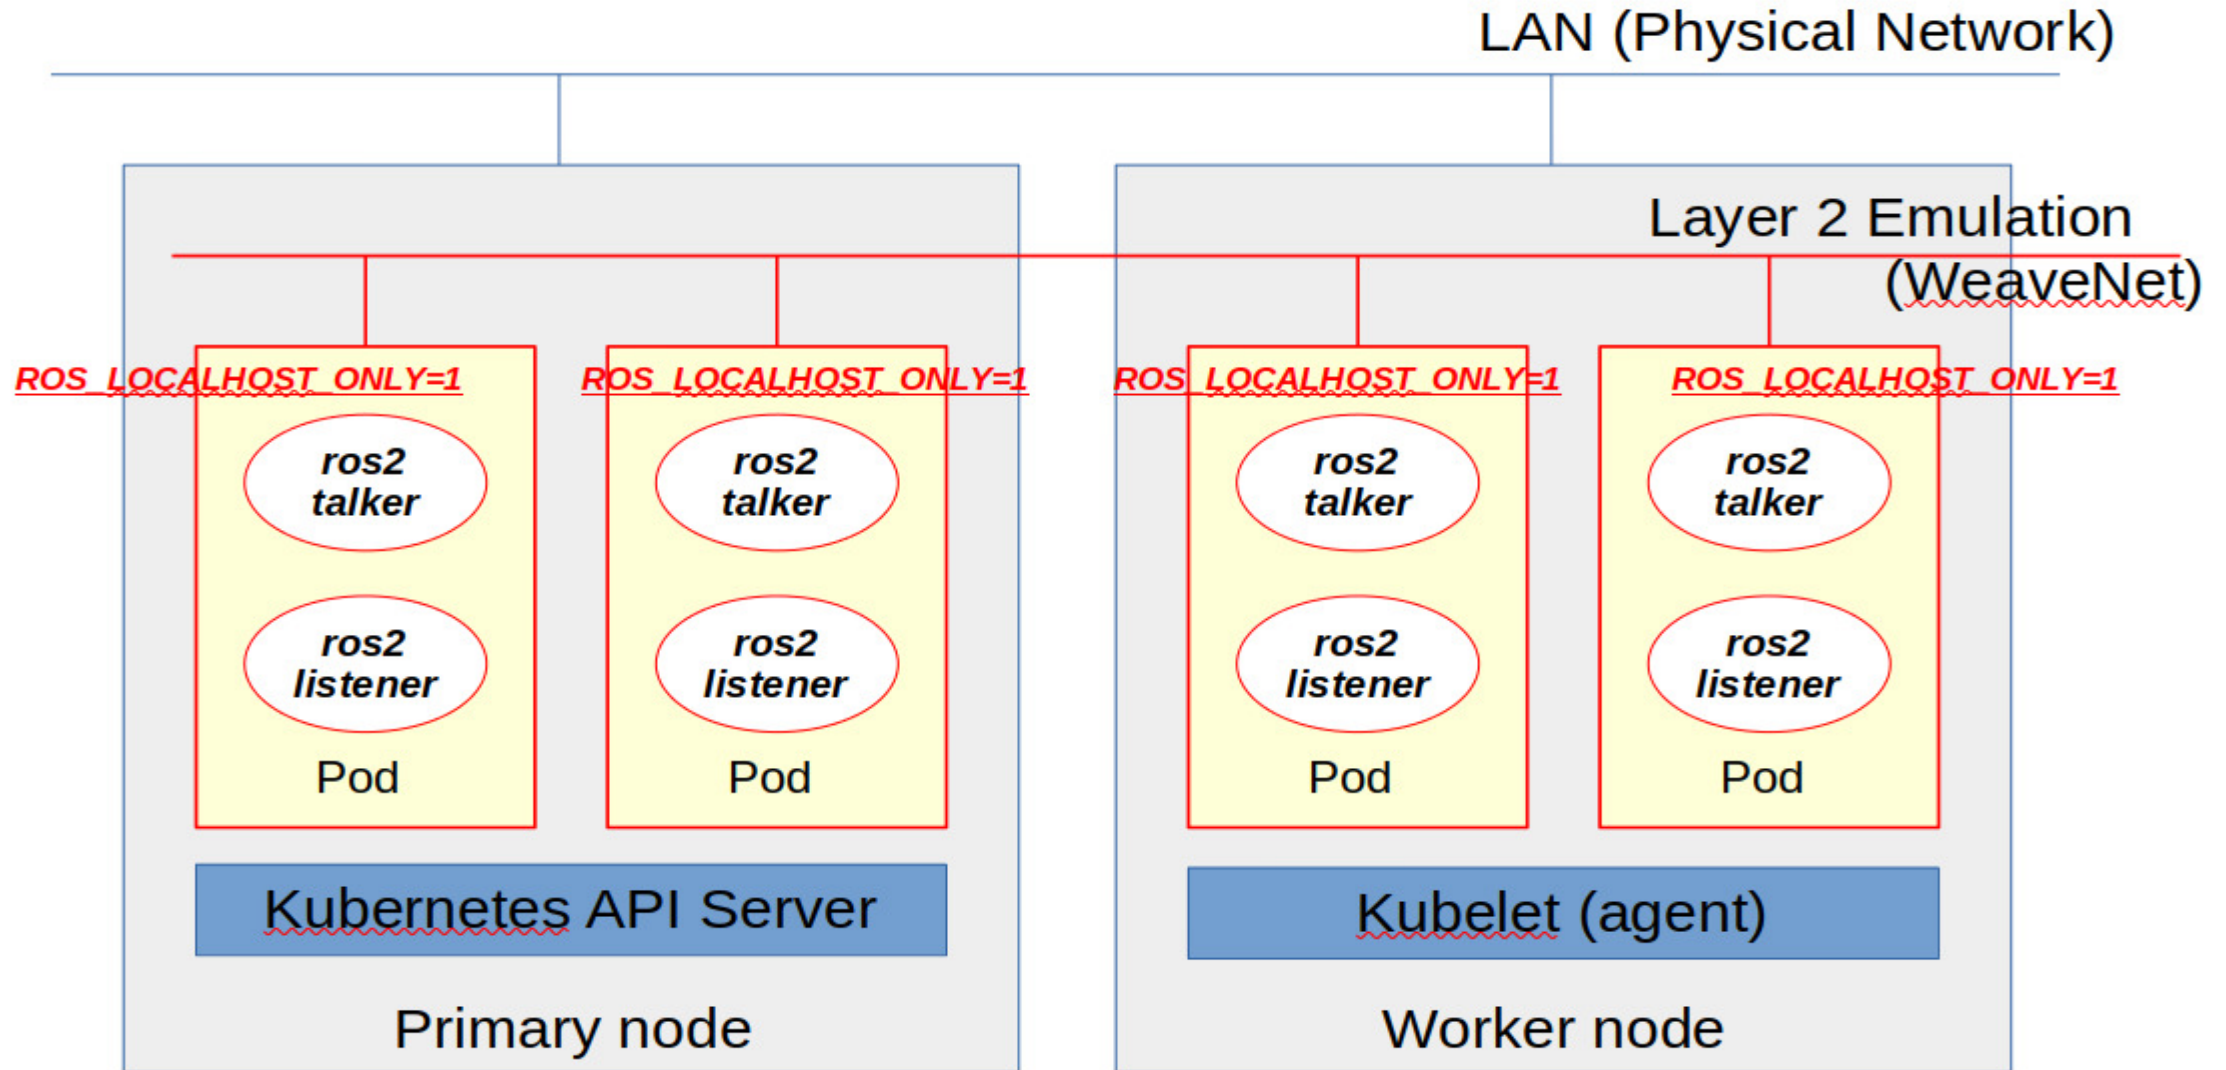 LAN (Physical Network)
Layer 2 Emulation
(WeaveNet)
ROS_LOCALHOST_ONLY=1
ROS_LOCALHOST_ONLY=1
ROS_LOCALHOST_ONLY=1
ROS_LOCALHOST_ONLY=1
ros2
talker
ros2
talker
ros2
talker
ros2
talker
ros2
listener
ros2
listener
ros2
listener
ros2
listener
Pod
Pod
Pod
Pod
Kubernetes API Server
Kubelet (agent)
Primary node
Worker node